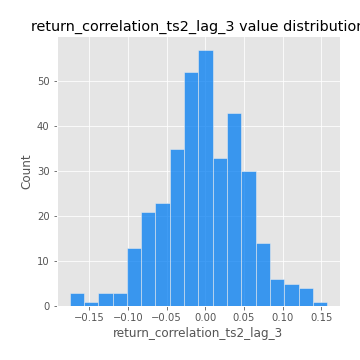 return_correlation_ts2_lag_3 value distribution
50
40
30
20
10
0
Count
−0.15 −0.10 −0.05 0.00 0.05 0.10 0.15
return_correlation_ts2_lag_3